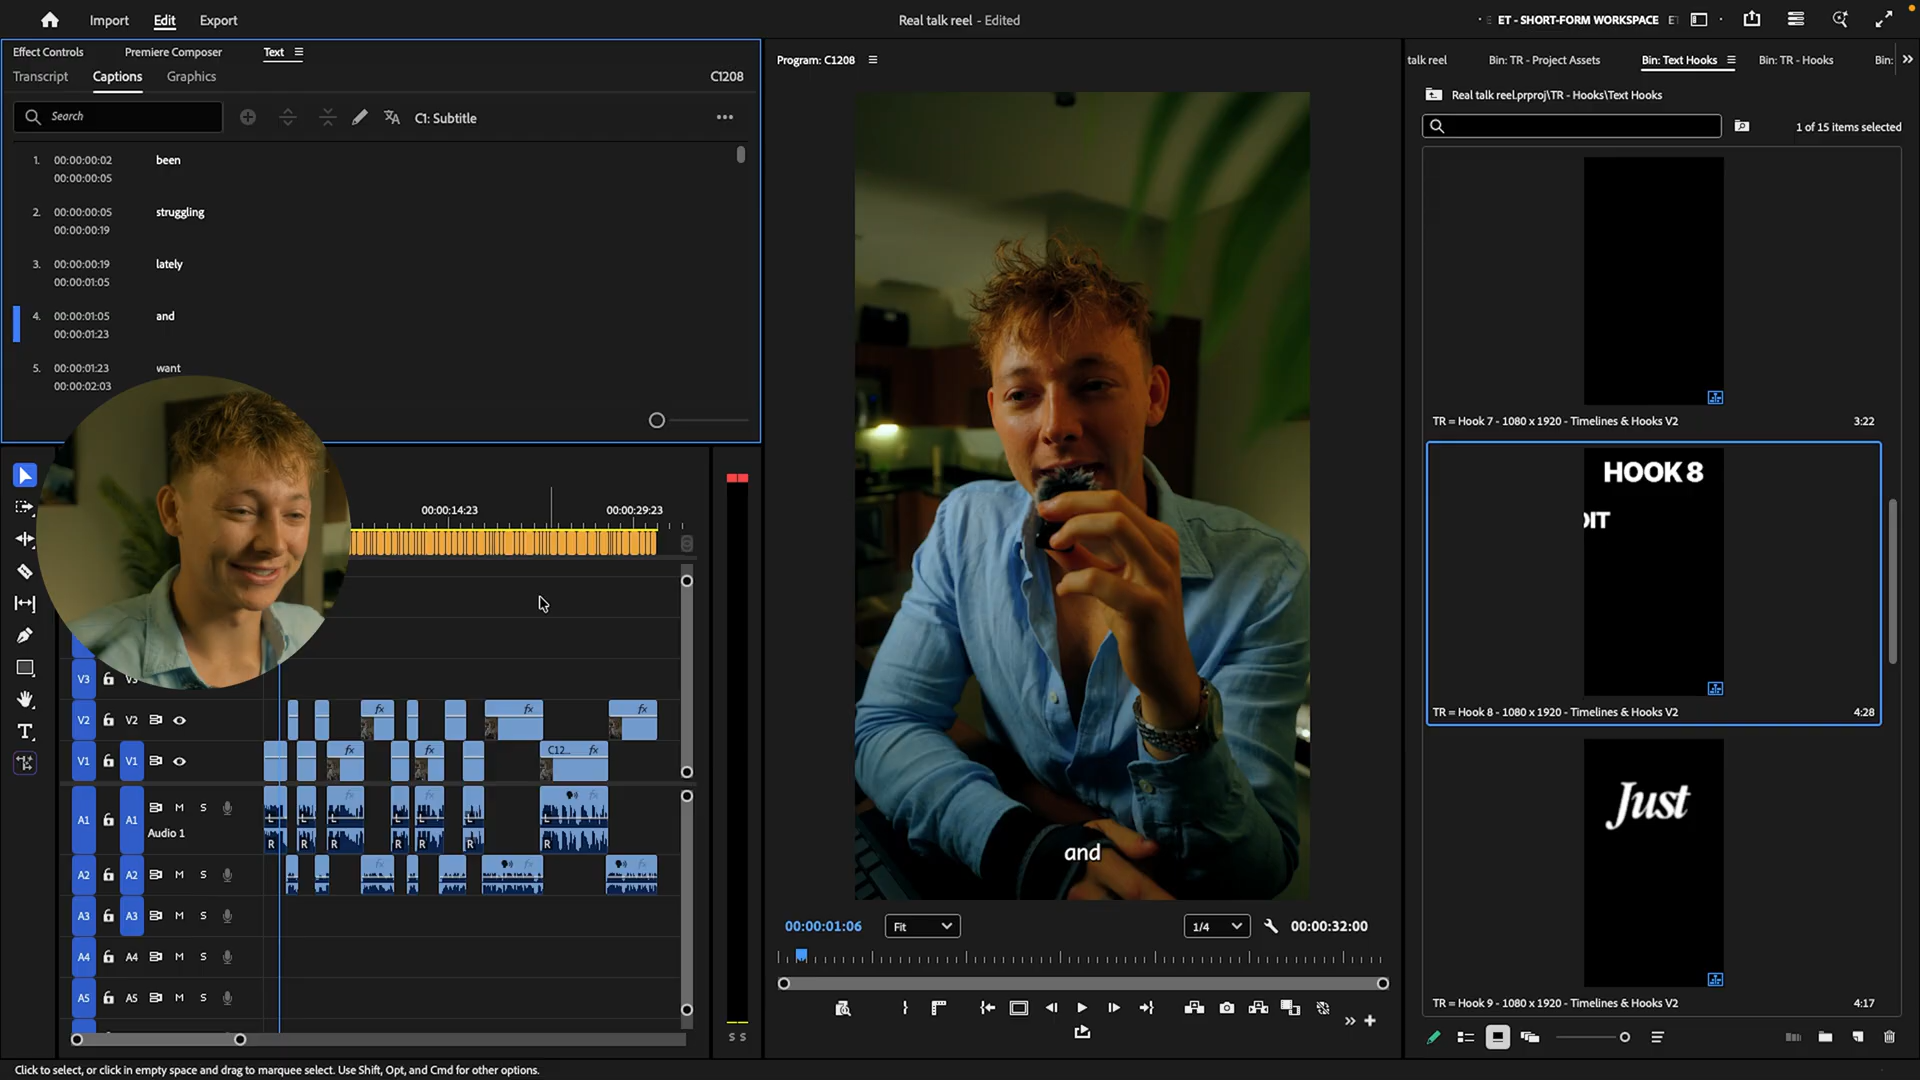 Import Edit Export
Real talk reel - Edited
ET - SHORT-FORM WORKSPACE
Effect Controls Premiere Composer Text
Transcript Captions Graphics C1208
Search
C1: Subtitle
1. 00:00:00:02 been
00:00:00:05
2. 00:00:00:05 struggling
00:00:00:19
3. 00:00:00:19 lately
00:00:01:05
4. 00:00:01:05 and
00:00:01:23
5. 00:00:01:23 want
00:00:02:03
00:00:14:23 00:00:29:23
V3
V2 V2 fx fx fx
V1 V1 fx fx C12... fx
A1 A1 M S
Audio 1
L L L L L L
R R R R R R
A2 A2 M S
A3 A3 M S
A4 A4 M S
A5 A5 M S
S S
Program: C1208
and
00:00:01:06 Fit 1/4 00:00:32:00
talk reel Bin: TR - Project Assets Bin: Text Hooks Bin: TR - Hooks Bin:
Real talk reel.prproj\TR - Hooks\Text Hooks
1 of 15 items selected
TR = Hook 7 - 1080 x 1920 - Timelines & Hooks V2 3:22
HOOK 8
DIT
TR = Hook 8 - 1080 x 1920 - Timelines & Hooks V2 4:28
Just
TR = Hook 9 - 1080 x 1920 - Timelines & Hooks V2 4:17
Click to select, or click in empty space and drag to marquee select. Use Shift, Opt, and Cmd for other options.